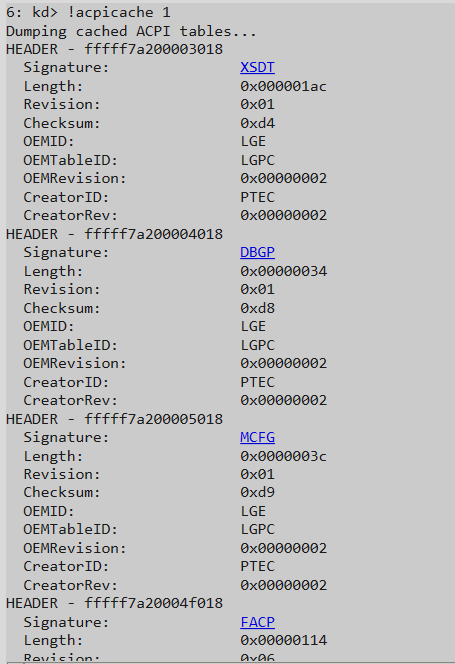 6: kd> !acpicache 1
Dumping cached ACPI tables...
HEADER - fffff7a200003018
Signature: XSDT
Length: 0x000001ac
Revision: 0x01
Checksum: 0xd4
OEMID: LGE
OEMTableID: LGPC
OEMRevision: 0x00000002
CreatorID: PTEC
CreatorRev: 0x00000002
HEADER - fffff7a200004018
Signature: DBGP
Length: 0x00000034
Revision: 0x01
Checksum: 0xd8
OEMID: LGE
OEMTableID: LGPC
OEMRevision: 0x00000002
CreatorID: PTEC
CreatorRev: 0x00000002
HEADER - fffff7a200005018
Signature: MCFG
Length: 0x0000003c
Revision: 0x01
Checksum: 0xd9
OEMID: LGE
OEMTableID: LGPC
OEMRevision: 0x00000002
CreatorID: PTEC
CreatorRev: 0x00000002
HEADER - fffff7a20004f018
Signature: FACP
Length: 0x00000114
Revision: 0x06